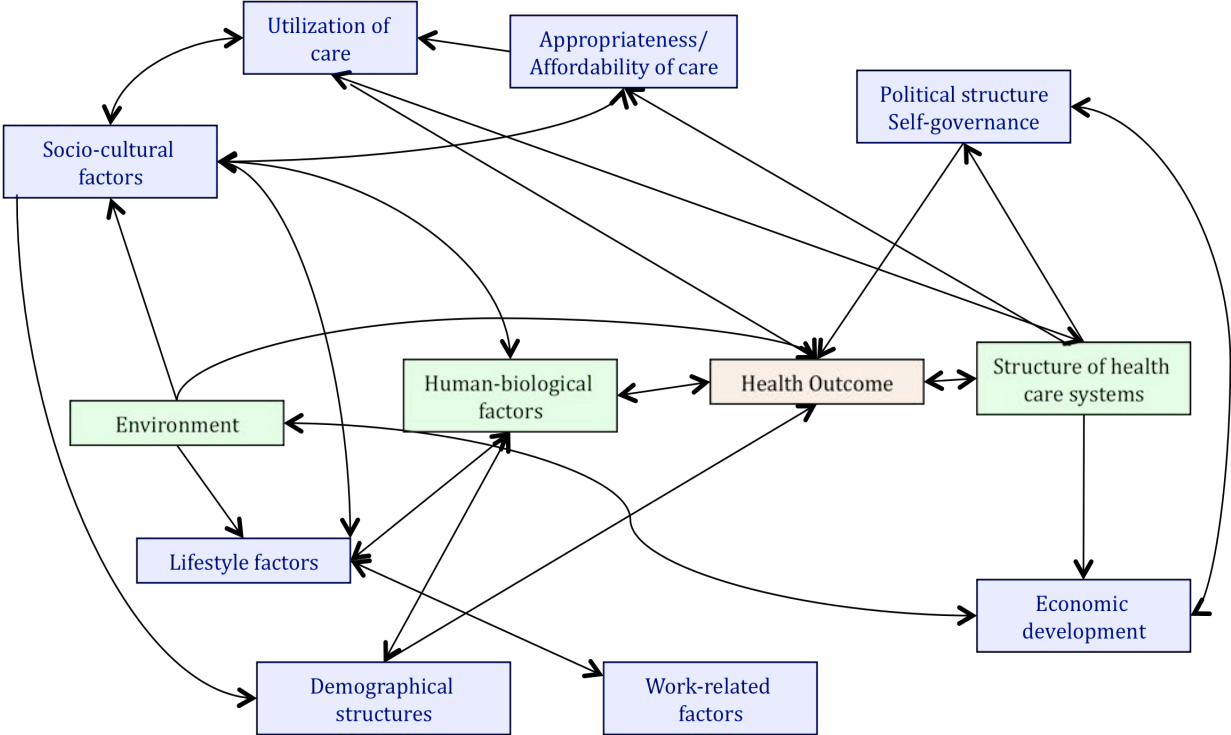 Utilization of
care
Appropriateness/
Affordability of care
Political structure
Self-governance
Socio-cultural
factors
Human-biological
factors
Health Outcome
Structure of health
care systems
Environment
Lifestyle factors
Economic
development
Demographical
structures
Work-related
factors